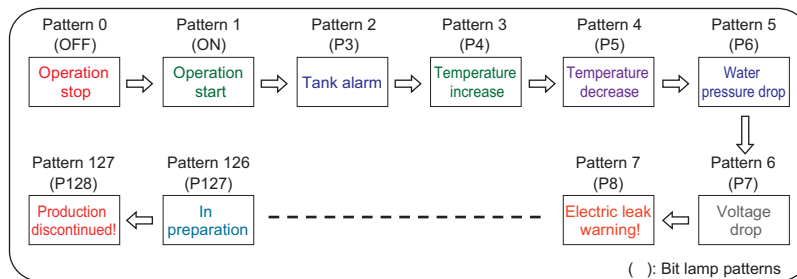 Pattern 0
(OFF)
Operation
stop
Pattern 1
(ON)
Operation
start
Pattern 2
(P3)
Tank alarm
Pattern 3
(P4)
Temperature
increase
Pattern 4
(P5)
Temperature
decrease
Pattern 5
(P6)
Water
pressure drop
Pattern 127
(P128)
Production
discontinued!
Pattern 126
(P127)
In
preparation
Pattern 7
(P8)
Electric leak
warning!
Pattern 6
(P7)
Voltage
drop
( ): Bit lamp patterns